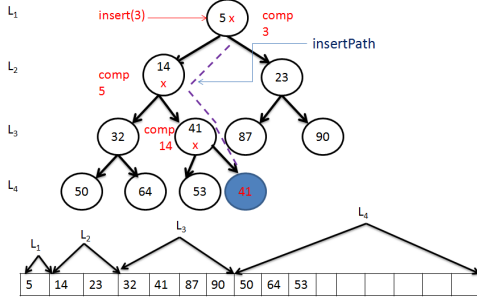 L1 insert(3) 5 x comp
3
insertPath
L2 comp
5 14
x 23
L3 32 comp
14 41
x 87 90
L4 50 64 53 41
L1 L2 L3 L4
5 14 23 32 41 87 90 50 64 53